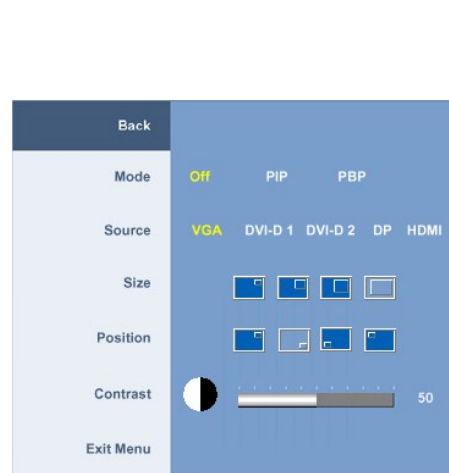 Back
Mode Off PIP PBP
Source VGA DVI-D 1 DVI-D 2 DP HDMI
Size
Position
Contrast 50
Exit Menu